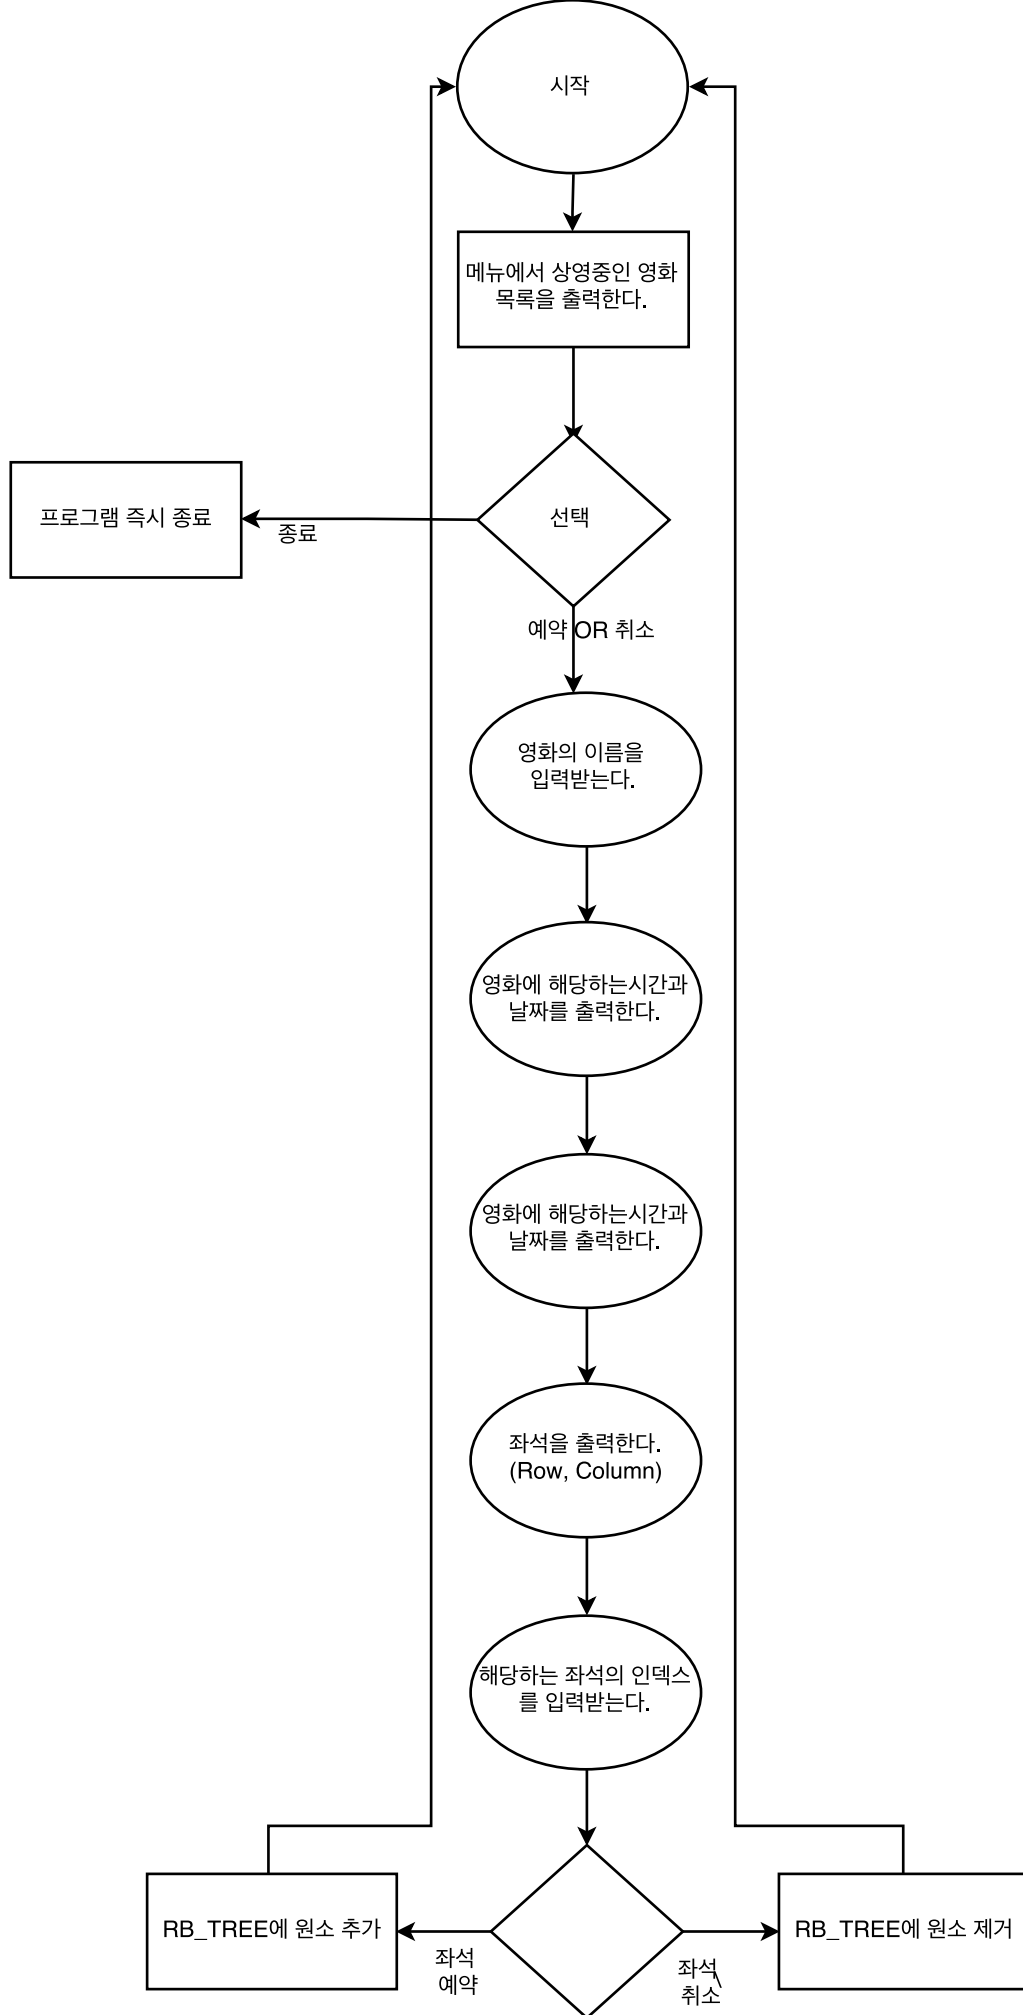 시작
메뉴에서 상영중인 영화
목록을 출력한다.
선택
프로그램 즉시 종료
종료
예약 OR 취소
영화의 이름을
입력받는다.
영화에 해당하는시간과
날짜를 출력한다.
영화에 해당하는시간과
날짜를 출력한다.
좌석을 출력한다.
(Row, Column)
해당하는 좌석의 인덱스
를 입력받는다.
RB_TREE에 원소 추가
좌석
예약
좌석\
취소
RB_TREE에 원소 제거